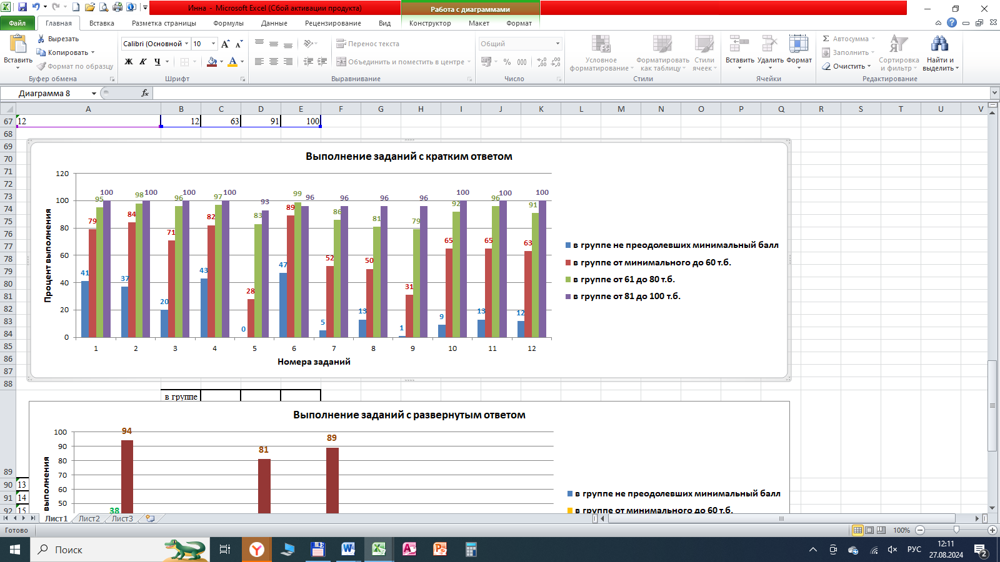 Инна - Microsoft Excel (Сбой активации продукта)
Работа с диаграммами
Файл Главная Вставка Разметка страницы Формулы Данные Рецензирование Вид Конструктор Макет Формат
Вставить
Вырезать
Копировать
Формат по образцу
Буфер обмена
Calibri (Основной 10
Ж К Ч
Шрифт
Перенос текста
Объединить и поместить в центре
Выравнивание
Общий
% 000
Число
Условное форматирование
Форматировать как таблицу
Стили ячеек
Стили
Вставить Удалить Формат
Ячейки
Автосумма
Заполнить
Очистить
Сортировка и фильтр
Найти и выделить
Редактирование
Диаграмма 8
fx
A B C D E F G H I J K L M N O P Q R S T U V
67 12 12 63 91 100
68
69
70
71
72
73
74
75
76
77
78
79
80
81
82
83
84
85
86
87
88
89
90 13
91 14
92 15
Выполнение заданий с кратким ответом
Процент выполнения
120
100
80
60
40
20
0
41 79 95 100
37 84 98 100
20 71 96 100
43 82 97 100
0 28 83 93
47 89 99 96
5 52 86 96
13 50 81 96
1 31 79 96
9 65 92 100
13 65 96 100
12 63 91 100
1 2 3 4 5 6 7 8 9 10 11 12
Номера заданий
в группе не преодолевших минимальный балл
в группе от минимального до 60 т.б.
в группе от 61 до 80 т.б.
в группе от 81 до 100 т.б.
в группе
Выполнение заданий с развернутым ответом
выполнения
100
90
80
70
60
50
38 94 81 89
в группе не преодолевших минимальный балл
в группе от минимального до 60 т.б.
Лист1 Лист2 Лист3
Готово
100%
Поиск
РУС
12:11
27.08.2024
2